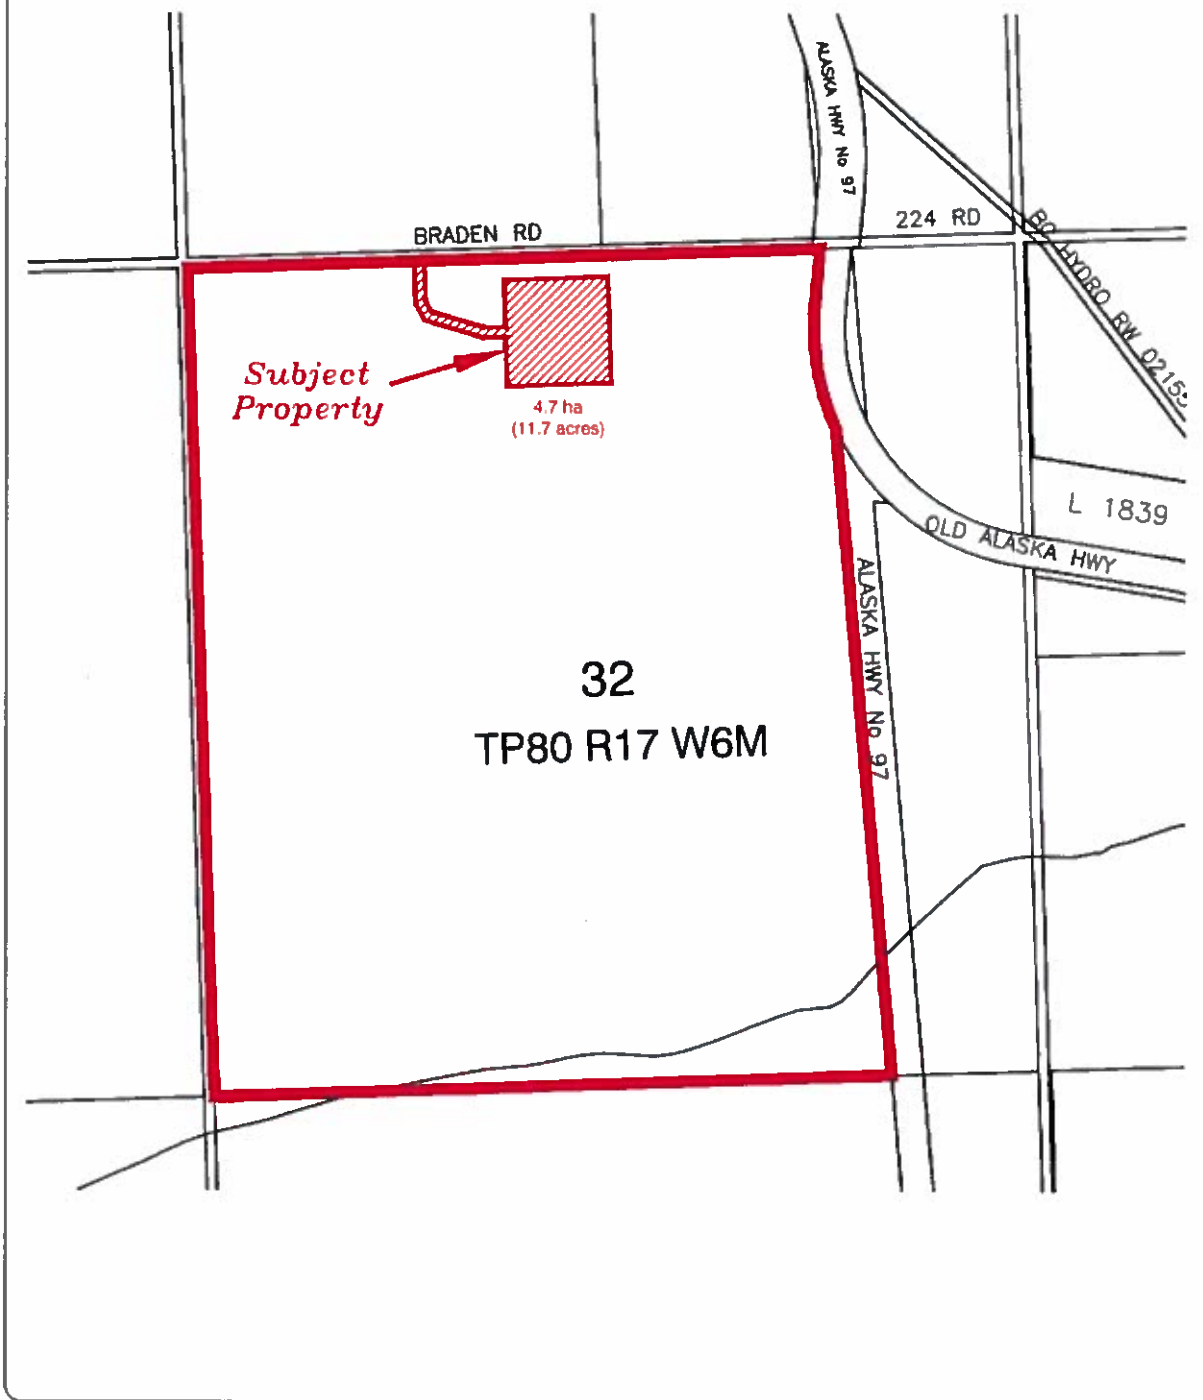 ALASKA HWY No 97
224 RD
BRADEN RD
BC HYDRO RW 02155
Subject
Property
4.7 ha
(11.7 acres)
L 1839
OLD ALASKA HWY
ALASKA HWY No 97
32
TP80 R17 W6M